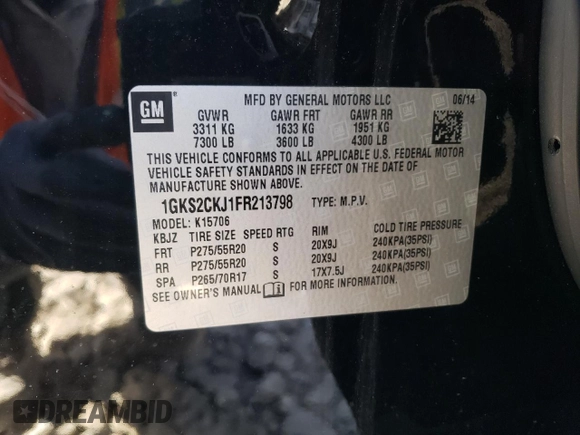 GM
MFD BY GENERAL MOTORS LLC 06/14
GVWR GAWR FRT GAWR RR
3311 KG 1633 KG 1951 KG
7300 LB 3600 LB 4300 LB
THIS VEHICLE CONFORMS TO ALL APPLICABLE U.S. FEDERAL MOTOR
VEHICLE SAFETY STANDARDS IN EFFECT ON THE DATE OF
MANUFACTURE SHOWN ABOVE.
1GKS2CKJ1FR213798 TYPE: M.P.V.
MODEL: K15706
KBJZ TIRE SIZE SPEED RTG RIM COLD TIRE PRESSURE
FRT P275/55R20 S 20X9J 240KPA(35PSI)
RR P275/55R20 S 20X9J 240KPA(35PSI)
SPA P265/70R17 S 17X7.5J 240KPA(35PSI)
SEE OWNER'S MANUAL FOR MORE INFORMATION.
DREAMBID